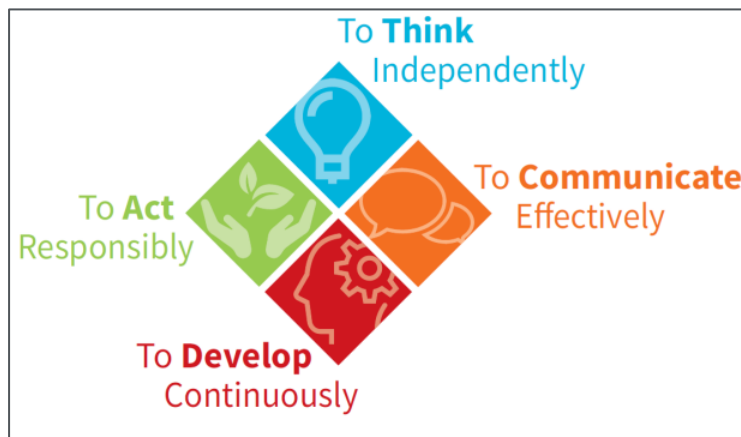 To Think
Independently
To Communicate
Effectively
To Act
Responsibly
To Develop
Continuously